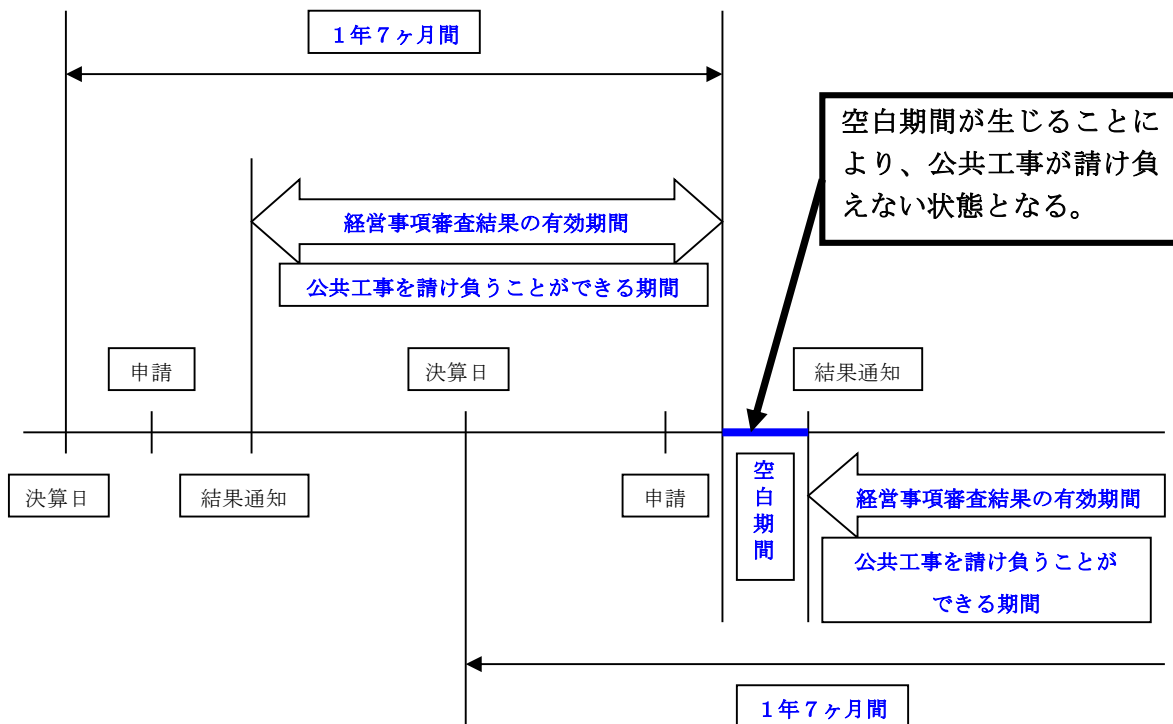 1年7ヶ月間
空白期間が生じることに
より、公共工事が請け負
えない状態となる。
経営事項審査結果の有効期間
公共工事を請け負うことができる期間
申請
決算日
結果通知
決算日
結果通知
申請
空白期間
経営事項審査結果の有効期間
公共工事を請け負うことが
できる期間
1年7ヶ月間